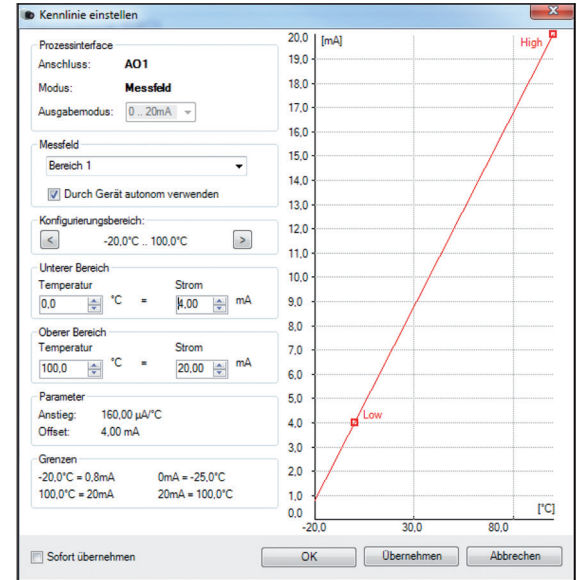 Kennlinie einstellen
Prozessinterface
Anschluss: AO1
Modus: Messfeld
Ausgabemodus: 0 .. 20mA
Messfeld
Bereich 1
Durch Gerät autonom verwenden
Konfigurierungsbereich:
< -20,0°C .. 100,0°C >
Unterer Bereich
Temperatur Strom
0,0 °C = 4,00 mA
Oberer Bereich
Temperatur Strom
100,0 °C = 20,00 mA
Parameter
Anstieg: 160,00 µA/°C
Offset: 4,00 mA
Grenzen
-20,0°C = 0,8mA 0mA = -25,0°C
100,0°C = 20mA 20mA = 100,0°C
Sofort übernehmen
20,0 [mA] High
19,0
18,0
17,0
16,0
15,0
14,0
13,0
12,0
11,0
10,0
9,0
8,0
7,0
6,0
5,0
4,0 Low
3,0
2,0
1,0
0,0 [°C]
-20,0 30,0 80,0
OK Übernehmen Abbrechen